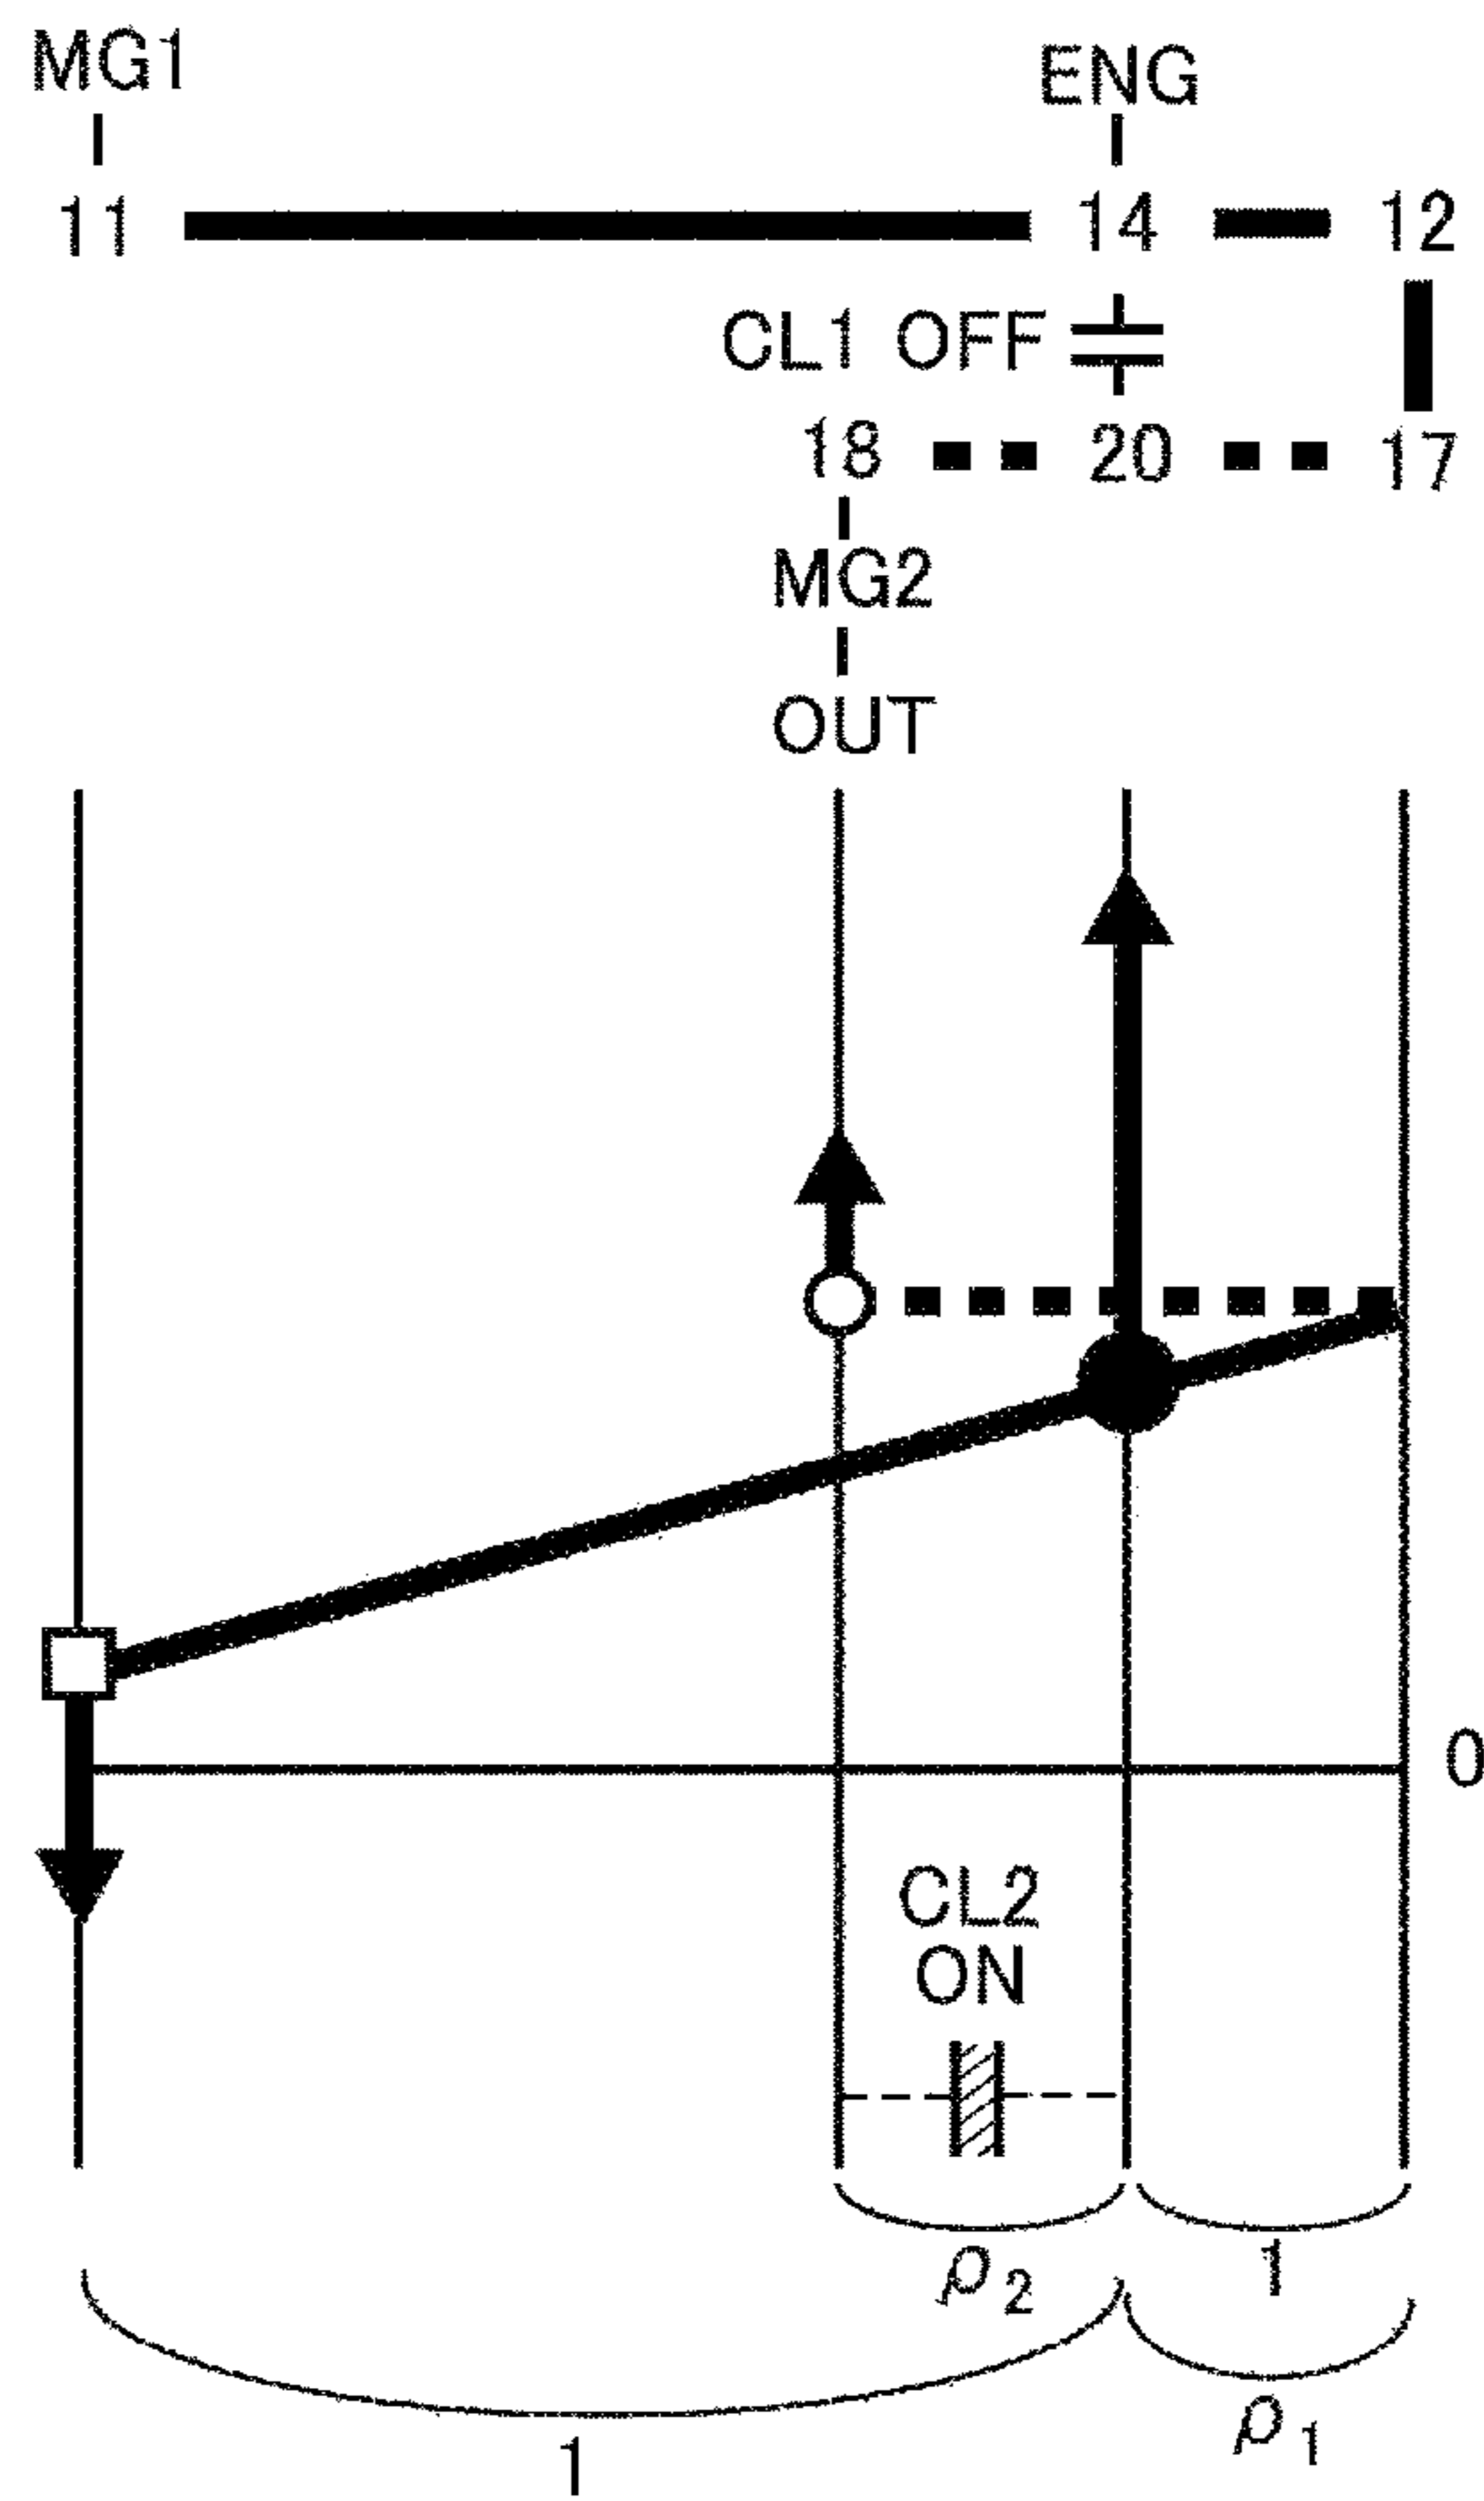 MG1 ENG
11 14 12
CL1 OFF
18 20 17
MG2
OUT
0
CL2
ON
ρ2 1
1 ρ1